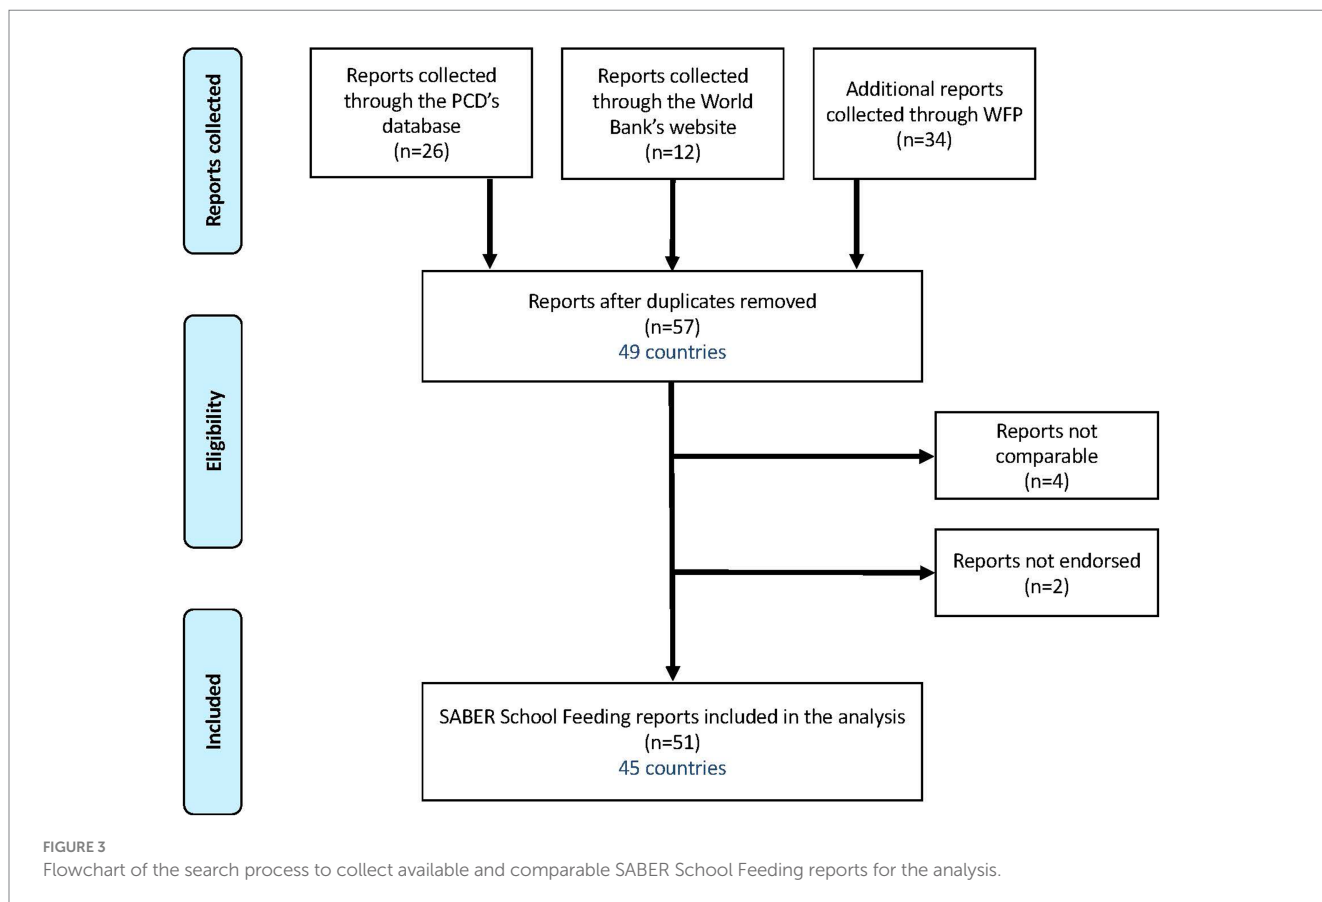 Reports collected
Reports collected
through the PCD's
database
(n=26)
Reports collected
through the World
Bank's website
(n=12)
Additional reports
collected through WFP
(n=34)
Reports after duplicates removed
(n=57)
49 countries
Eligibility
Reports not
comparable
(n=4)
Reports not endorsed
(n=2)
Included
SABER School Feeding reports included in the analysis
(n=51)
45 countries
FIGURE 3
Flowchart of the search process to collect available and comparable SABER School Feeding reports for the analysis.